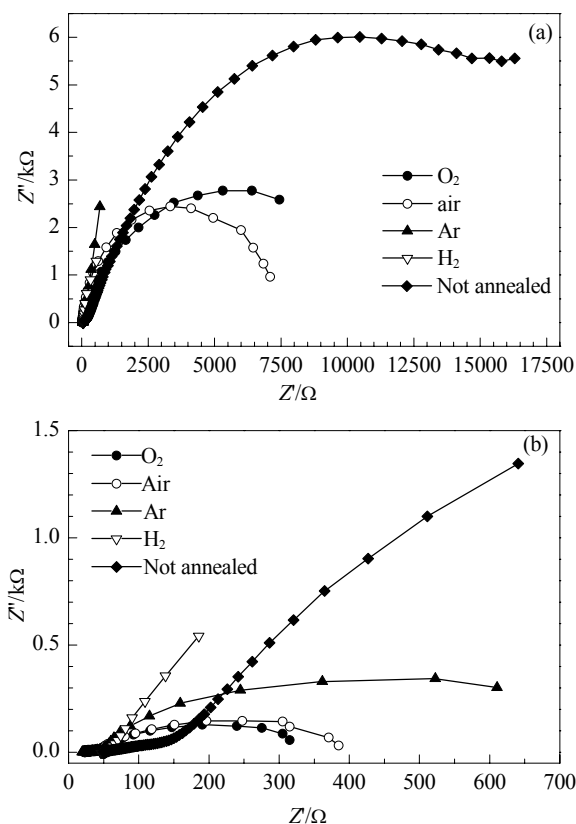 (a)
6
5
4
3
2
1
0
Z''/kΩ
O2
air
Ar
H2
Not annealed
0 2500 5000 7500 10000 12500 15000 17500
Z'/Ω
(b)
1.5
1.0
0.5
0.0
Z''/kΩ
O2
Air
Ar
H2
Not annealed
0 100 200 300 400 500 600 700
Z'/Ω